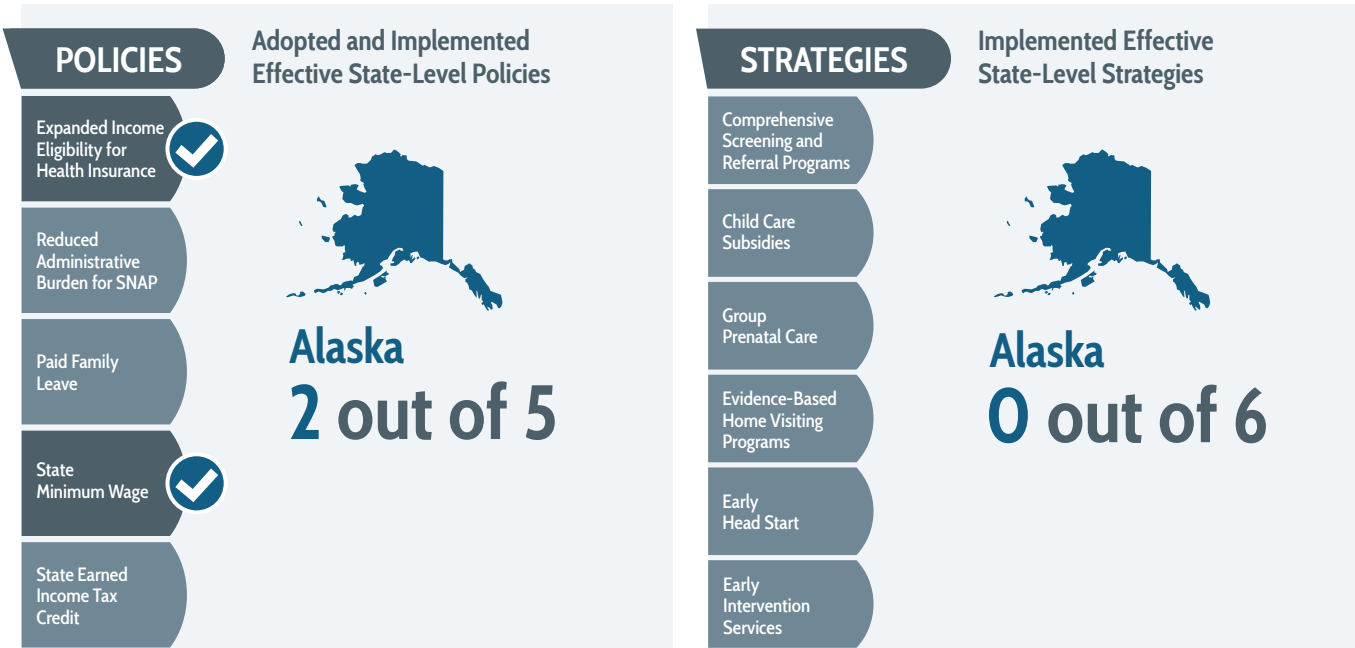 POLICIES
Adopted and Implemented
Effective State-Level Policies
Expanded Income
Eligibility for
Health Insurance
Reduced
Administrative
Burden for SNAP
Paid Family
Leave
State
Minimum Wage
State Earned
Income Tax
Credit
Alaska
2 out of 5
STRATEGIES
Implemented Effective
State-Level Strategies
Comprehensive
Screening and
Referral Programs
Child Care
Subsidies
Group
Prenatal Care
Evidence-Based
Home Visiting
Programs
Early
Head Start
Early
Intervention
Services
Alaska
0 out of 6